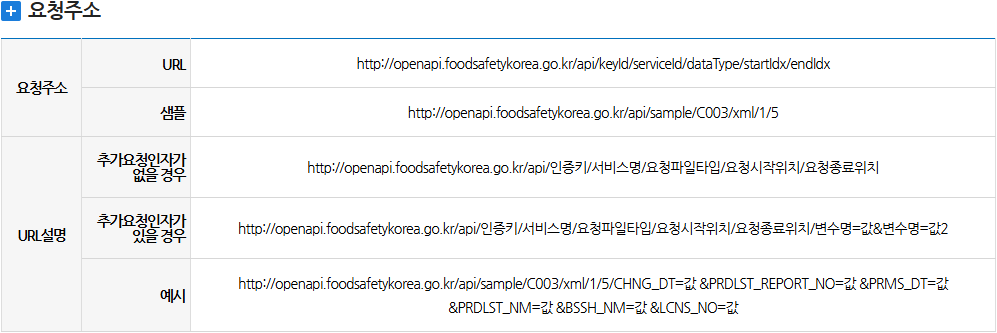 요청주소
요청주소
URL
http://openapi.foodsafetykorea.go.kr/api/keyId/serviceId/dataType/startIdx/endIdx
샘플
http://openapi.foodsafetykorea.go.kr/api/sample/C003/xml/1/5
URL설명
추가요청인자가
없을 경우
http://openapi.foodsafetykorea.go.kr/api/인증키/서비스명/요청파일타입/요청시작위치/요청종료위치
추가요청인자가
있을 경우
http://openapi.foodsafetykorea.go.kr/api/인증키/서비스명/요청파일타입/요청시작위치/요청종료위치/변수명=값&변수명=값2
예시
http://openapi.foodsafetykorea.go.kr/api/sample/C003/xml/1/5/CHNG_DT=값 &PRDLST_REPORT_NO=값 &PRMS_DT=값
&PRDLST_NM=값 &BSSH_NM=값 &LCNS_NO=값